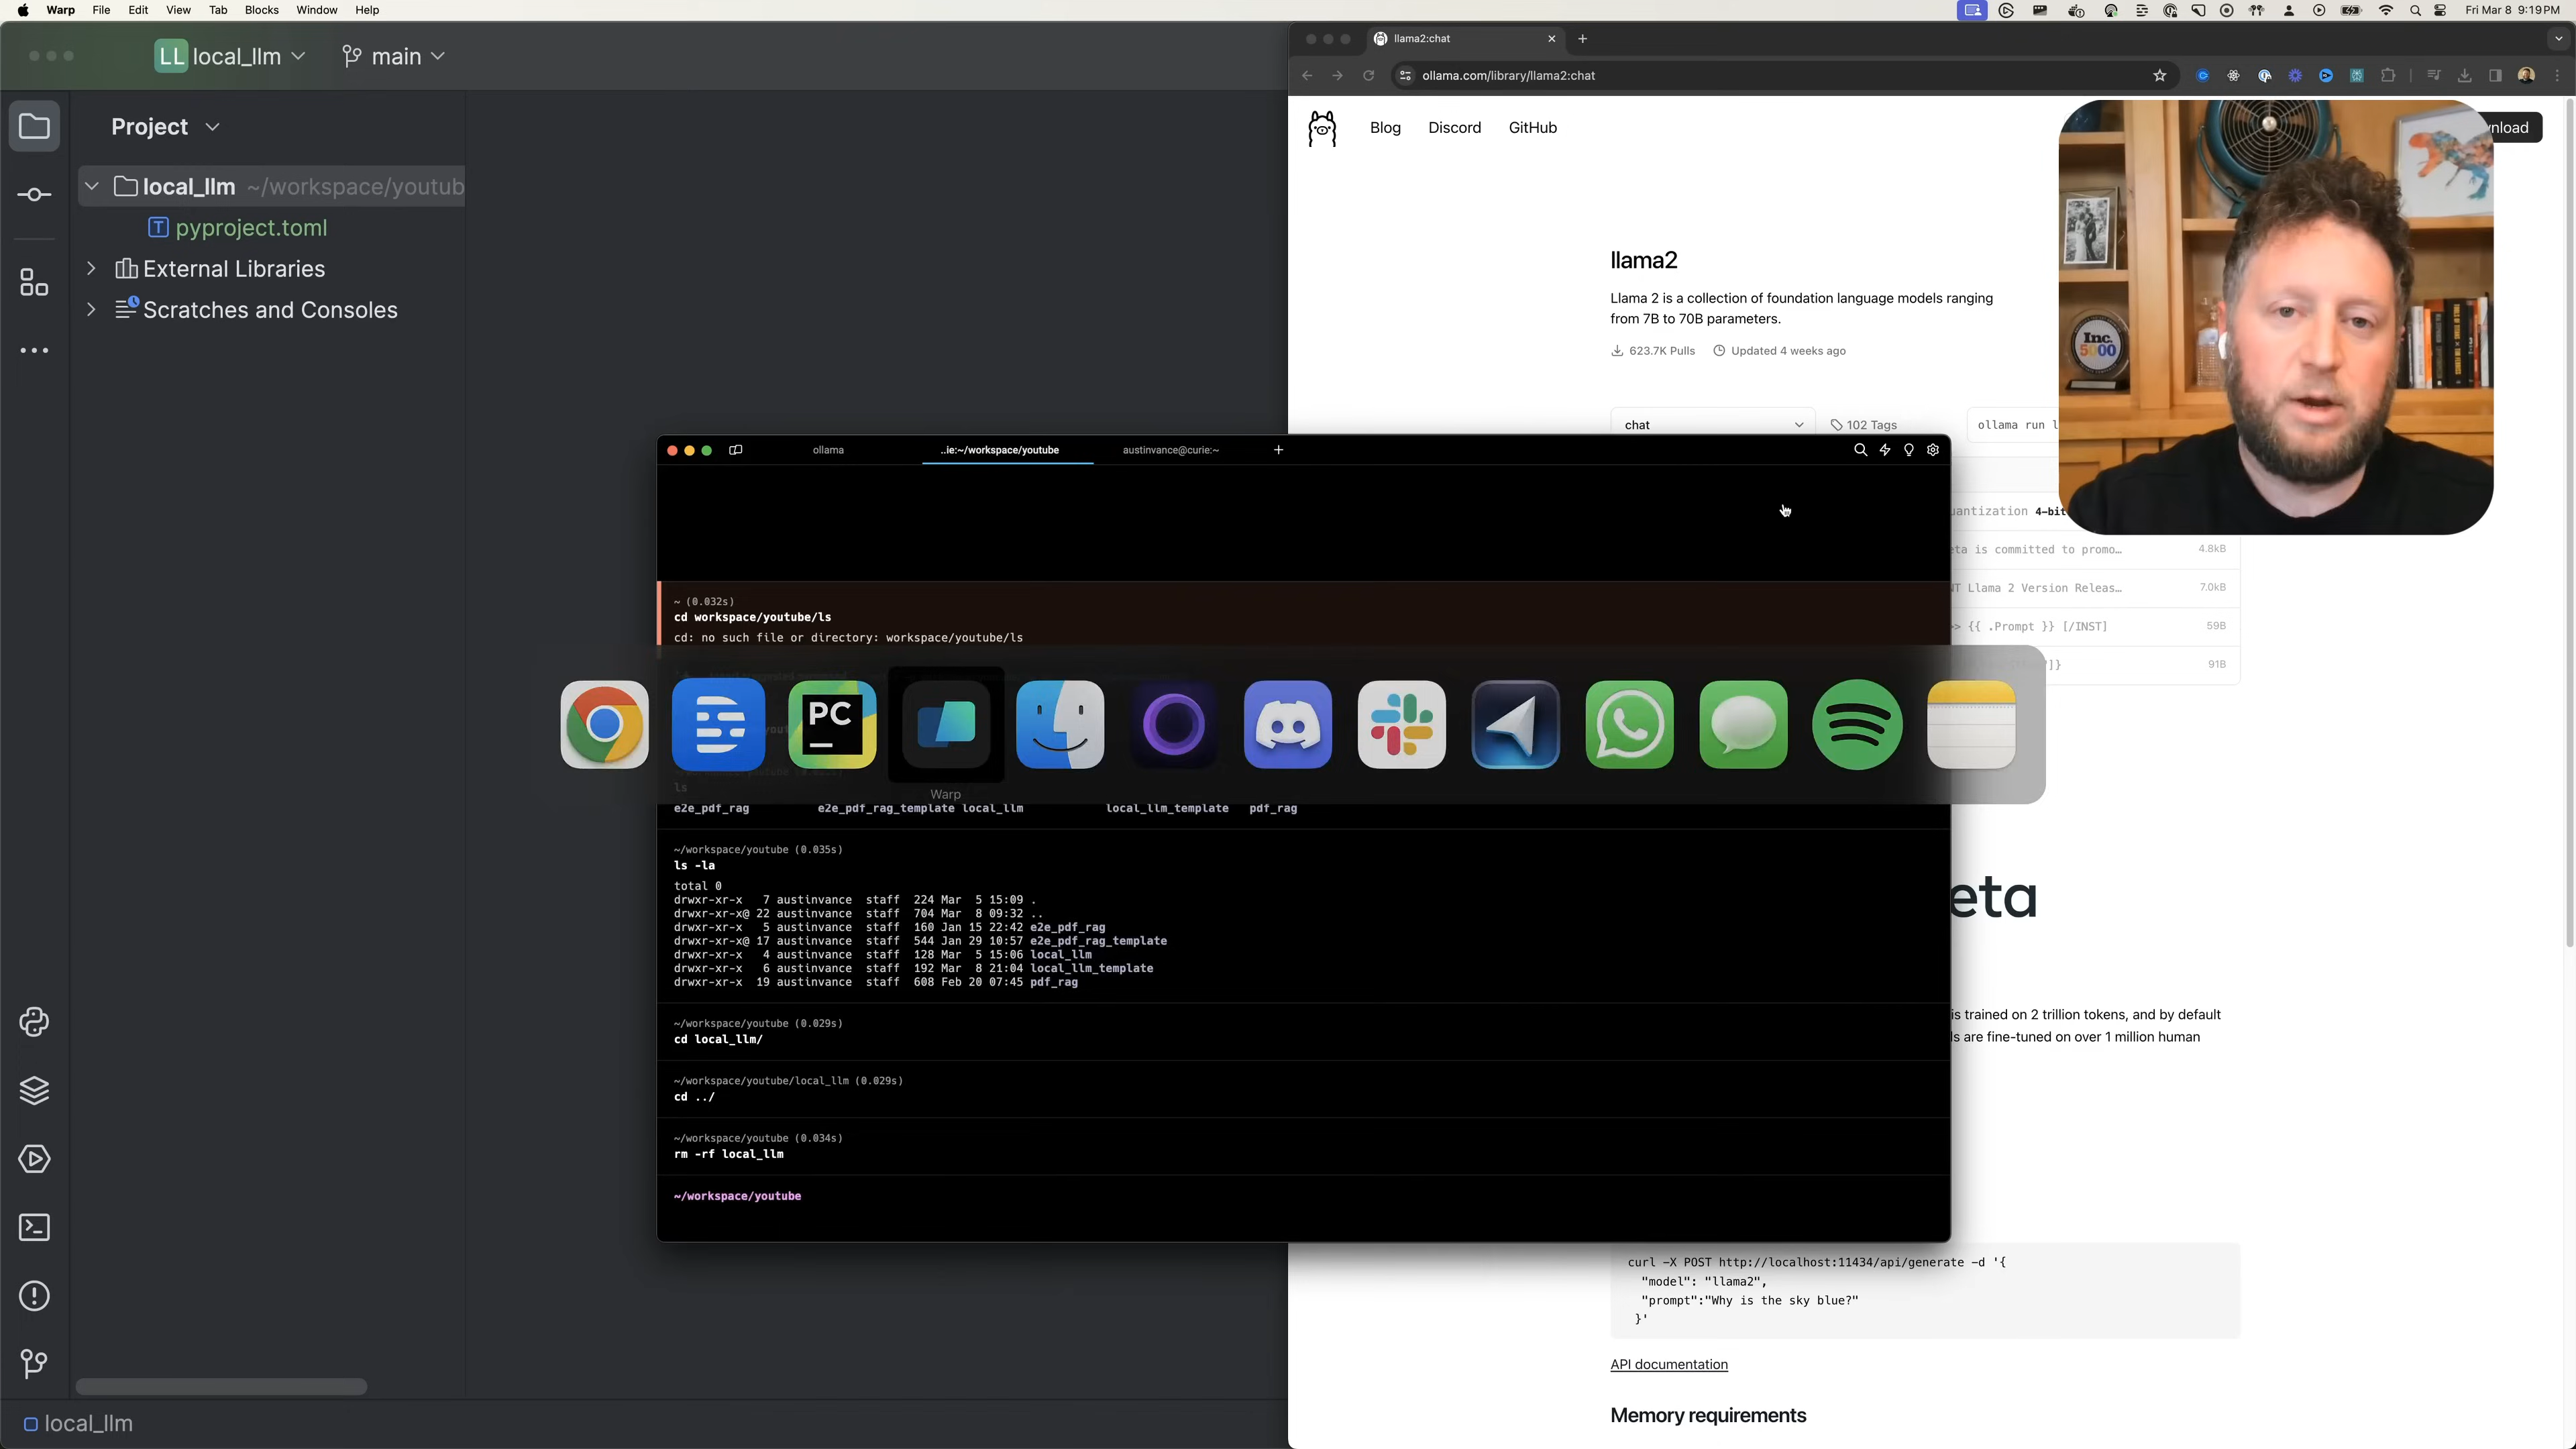 Warp File Edit View Tab Blocks Window Help
Fri Mar 8 9:19 PM
LL local_llm main
Project
local_llm ~/workspace/youtub
pyproject.toml
External Libraries
Scratches and Consoles
local_llm
llama2:chat
ollama.com/library/llama2:chat
Blog Discord GitHub
nload
llama2
Llama 2 is a collection of foundation language models ranging
from 7B to 70B parameters.
623.7K Pulls Updated 4 weeks ago
chat 102 Tags ollama run l
uantization 4-bit
eta is committed to promo… 4.8kB
NT Llama 2 Version Releas… 7.0kB
> {{ .Prompt }} [/INST] 59B
"]} 91B
Inc.
5000
ollama ..ie:~/workspace/youtube austinvance@curie:~
~ (0.032s)
cd workspace/youtube/ls
cd: no such file or directory: workspace/youtube/ls
PC
Warp
ls
e2e_pdf_rag e2e_pdf_rag_template local_llm local_llm_template pdf_rag
~/workspace/youtube (0.035s)
ls -la
total 0
drwxr-xr-x 7 austinvance staff 224 Mar 5 15:09 .
drwxr-xr-x@ 22 austinvance staff 704 Mar 8 09:32 ..
drwxr-xr-x 5 austinvance staff 160 Jan 15 22:42 e2e_pdf_rag
drwxr-xr-x@ 17 austinvance staff 544 Jan 29 10:57 e2e_pdf_rag_template
drwxr-xr-x 4 austinvance staff 128 Mar 5 15:06 local_llm
drwxr-xr-x 6 austinvance staff 192 Mar 8 21:04 local_llm_template
drwxr-xr-x 19 austinvance staff 608 Feb 20 07:45 pdf_rag
~/workspace/youtube (0.029s)
cd local_llm/
~/workspace/youtube/local_llm (0.029s)
cd ../
~/workspace/youtube (0.034s)
rm -rf local_llm
~/workspace/youtube
eta
is trained on 2 trillion tokens, and by default
ls are fine-tuned on over 1 million human
curl -X POST http://localhost:11434/api/generate -d '{
"model": "llama2",
"prompt":"Why is the sky blue?"
}'
API documentation
Memory requirements